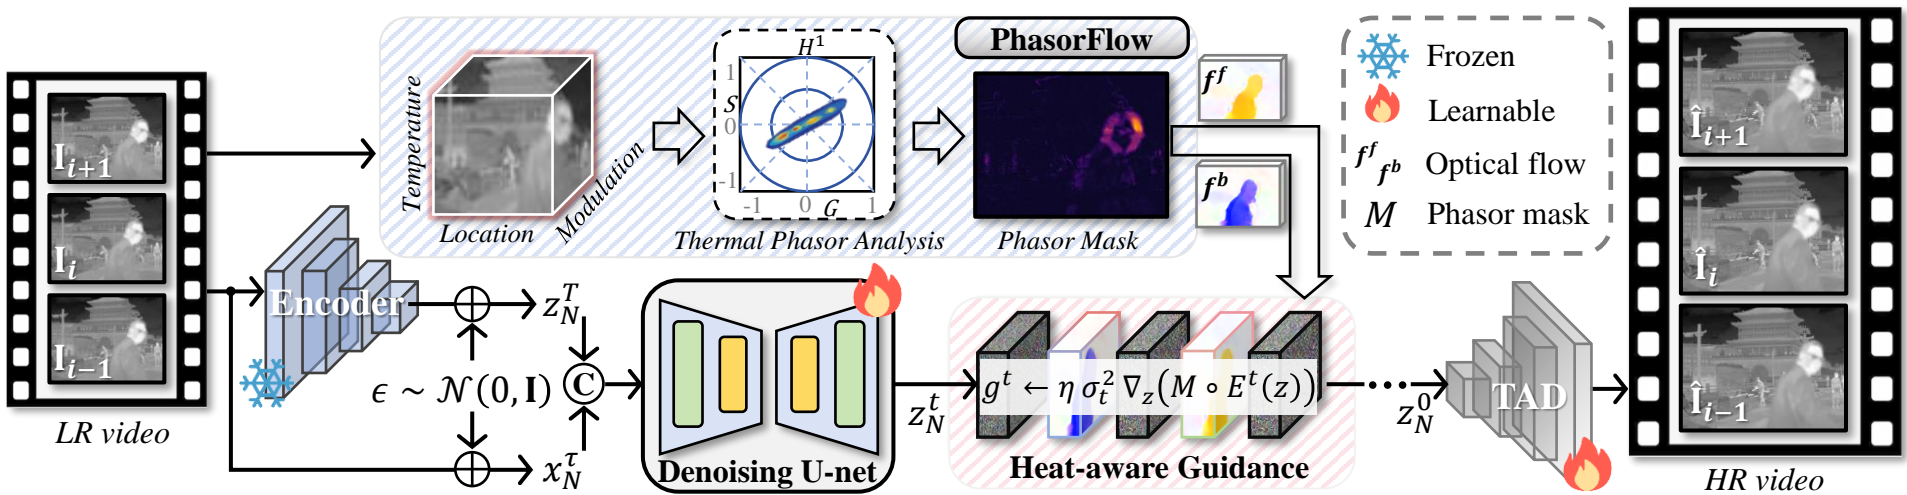 I_{i+1}
I_i
I_{i-1}
LR video
Temperature
Location
Modulation
H^1
1
S
0
-1
-1
0
G
1
Thermal Phasor Analysis
PhasorFlow
Phasor Mask
f^f
f^b
Frozen
Learnable
f^f f^b Optical flow
M Phasor mask
Encoder
z_N^T
ϵ ~ 𝒩(0, I)
x_N^τ
C
Denoising U-net
z_N^t
g^t ← η σ_t^2 ∇_z(M ∘ E^t(z))
Heat-aware Guidance
z_N^0
TAD
Î_{i+1}
Î_i
Î_{i-1}
HR video